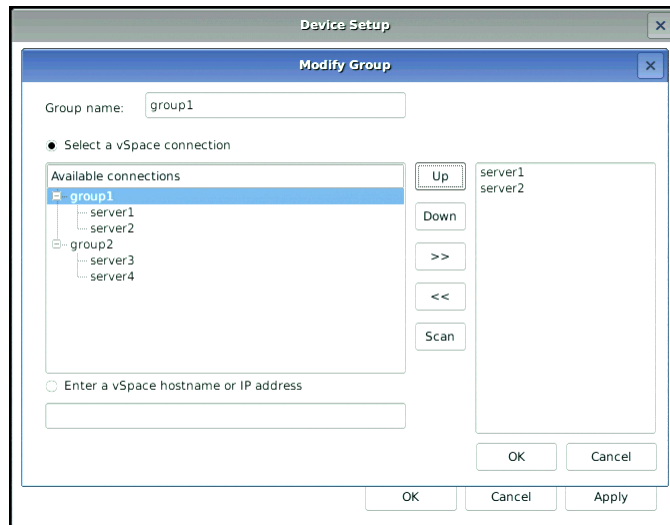 Device Setup
Modify Group
Group name: group1
Select a vSpace connection
Available connections
group1
server1
server2
group2
server3
server4
Up
Down
>>
<<
Scan
server1
server2
Enter a vSpace hostname or IP address
OK Cancel
OK Cancel Apply